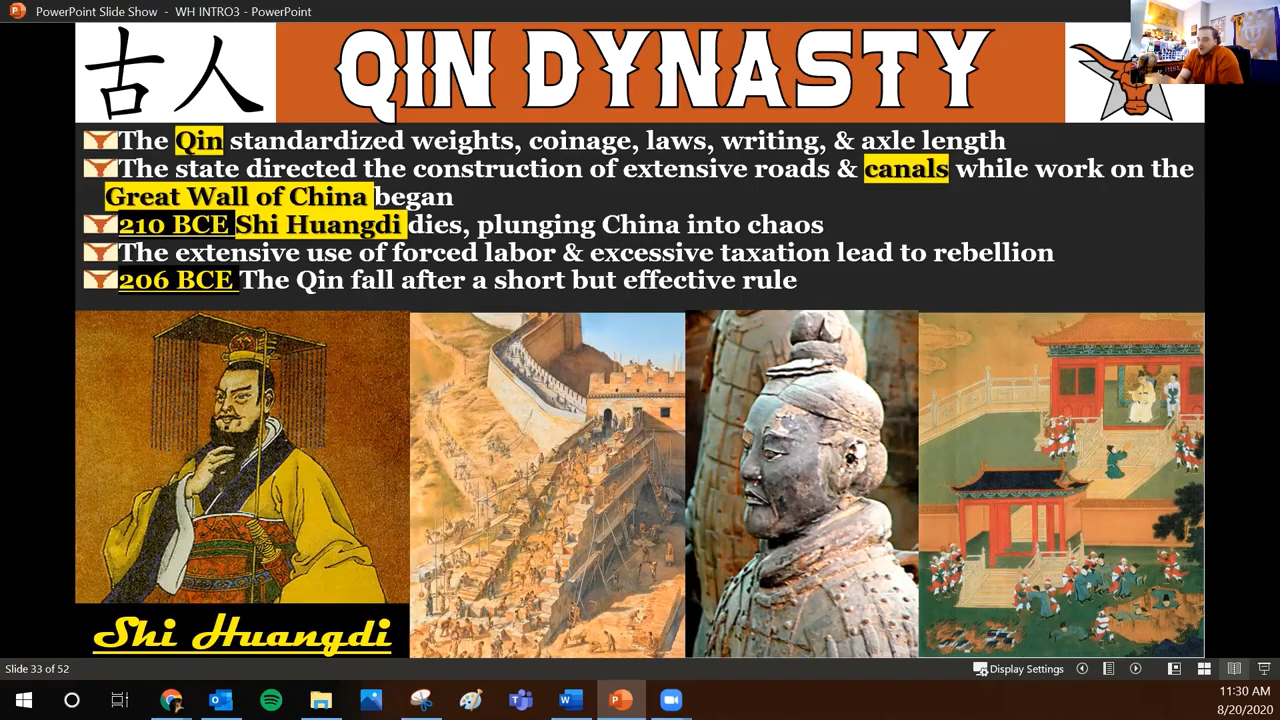 PowerPoint Slide Show - WH INTRO3 - PowerPoint
古人
QIN DYNASTY
The Qin standardized weights, coinage, laws, writing, & axle length
The state directed the construction of extensive roads & canals while work on the
Great Wall of China began
210 BCE Shi Huangdi dies, plunging China into chaos
The extensive use of forced labor & excessive taxation lead to rebellion
206 BCE The Qin fall after a short but effective rule
Shi Huangdi
Slide 33 of 52
Display Settings
11:30 AM
8/20/2020